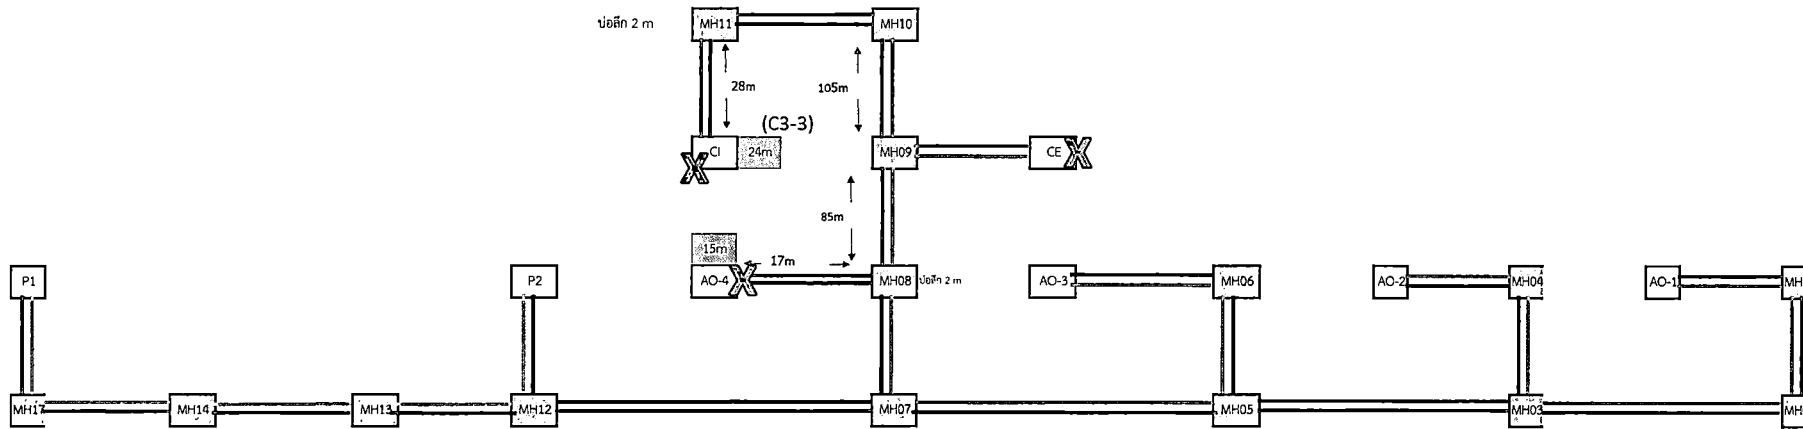 บ่อลึก 2 m
MH11
MH10
28m
105m
(C3-3)
CI
24m
MH09
CE
X
X
85m
15m
17m
P1
P2
AO-4
X
MH08
บ่อลึก 2 m
AO-3
MH06
AO-2
MH04
AO-1
MH
MH17
MH14
MH13
MH12
MH07
MH05
MH03
MH